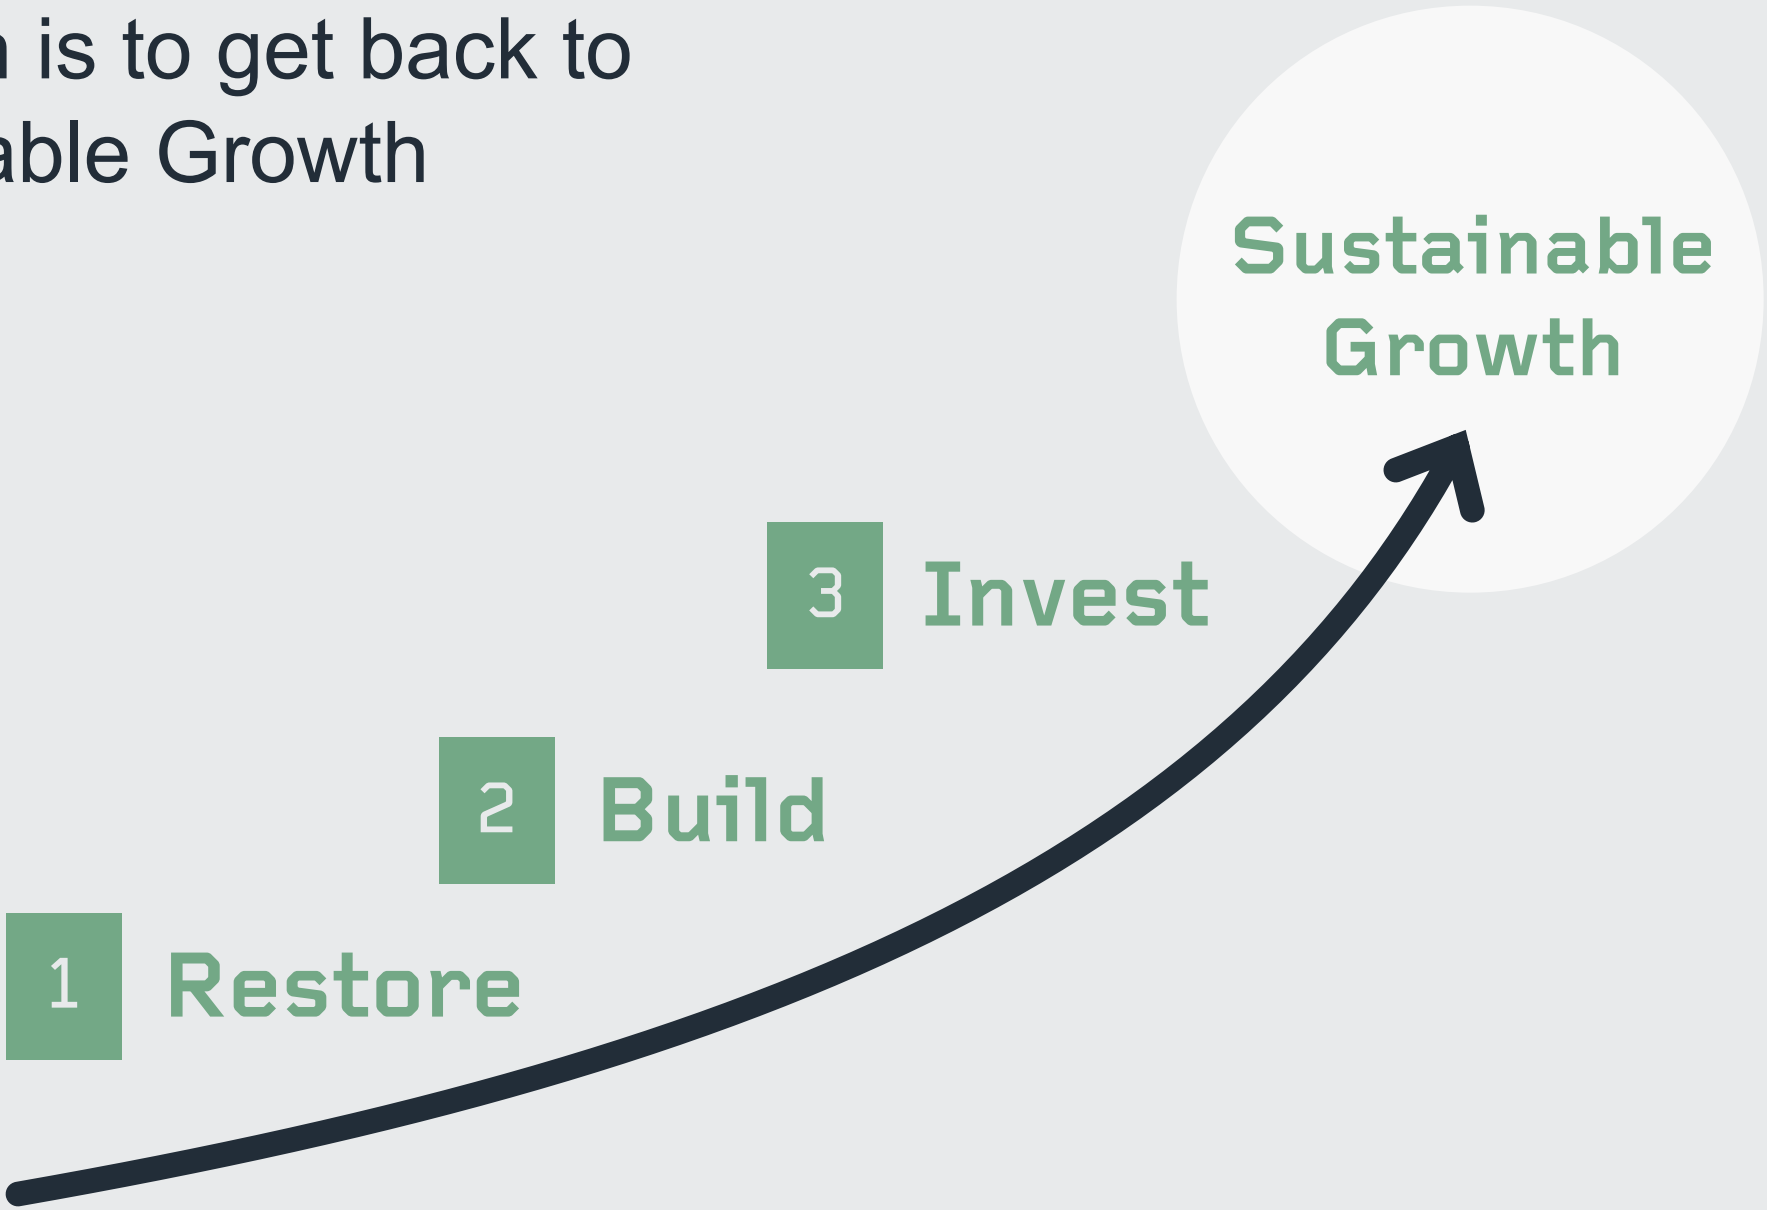 is to get back to
able Growth
Sustainable
Growth
3 Invest
2 Build
1 Restore